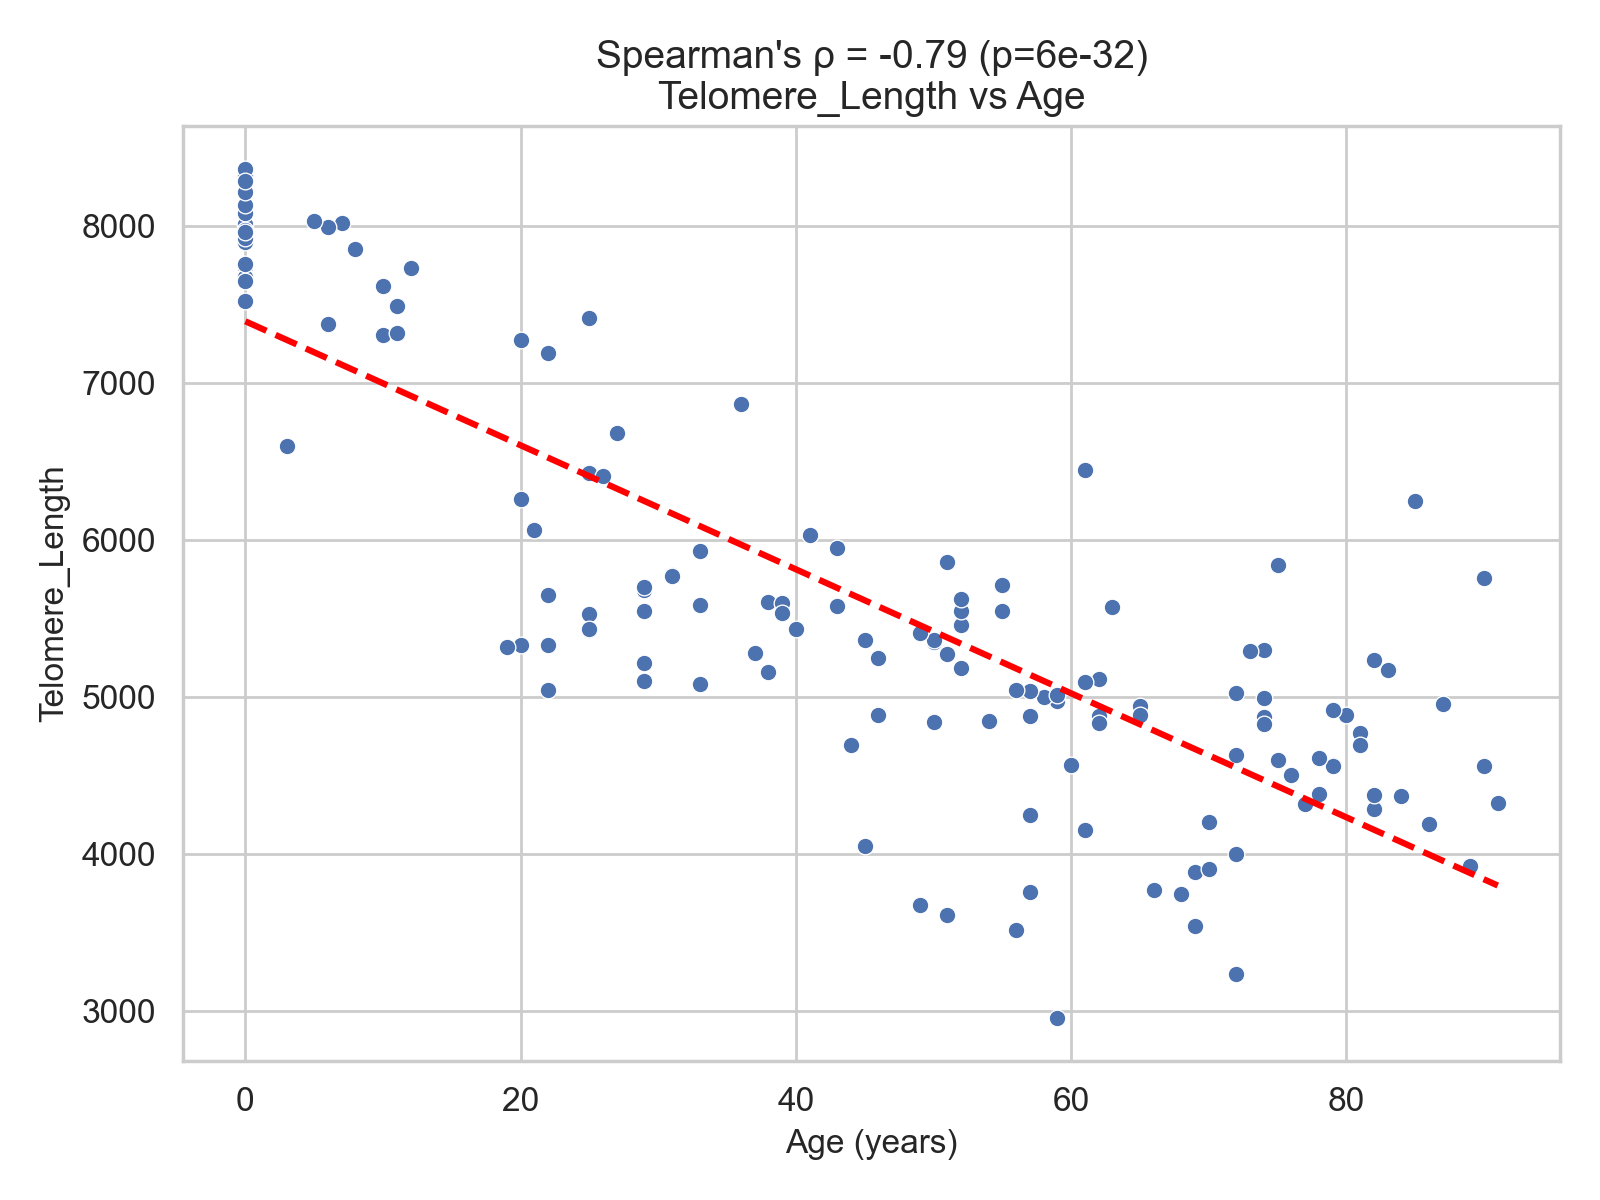 Spearman's ρ = -0.79 (p=6e-32)
Telomere_Length vs Age
8000
7000
6000
5000
4000
3000
Telomere_Length
0
20
40
60
80
Age (years)